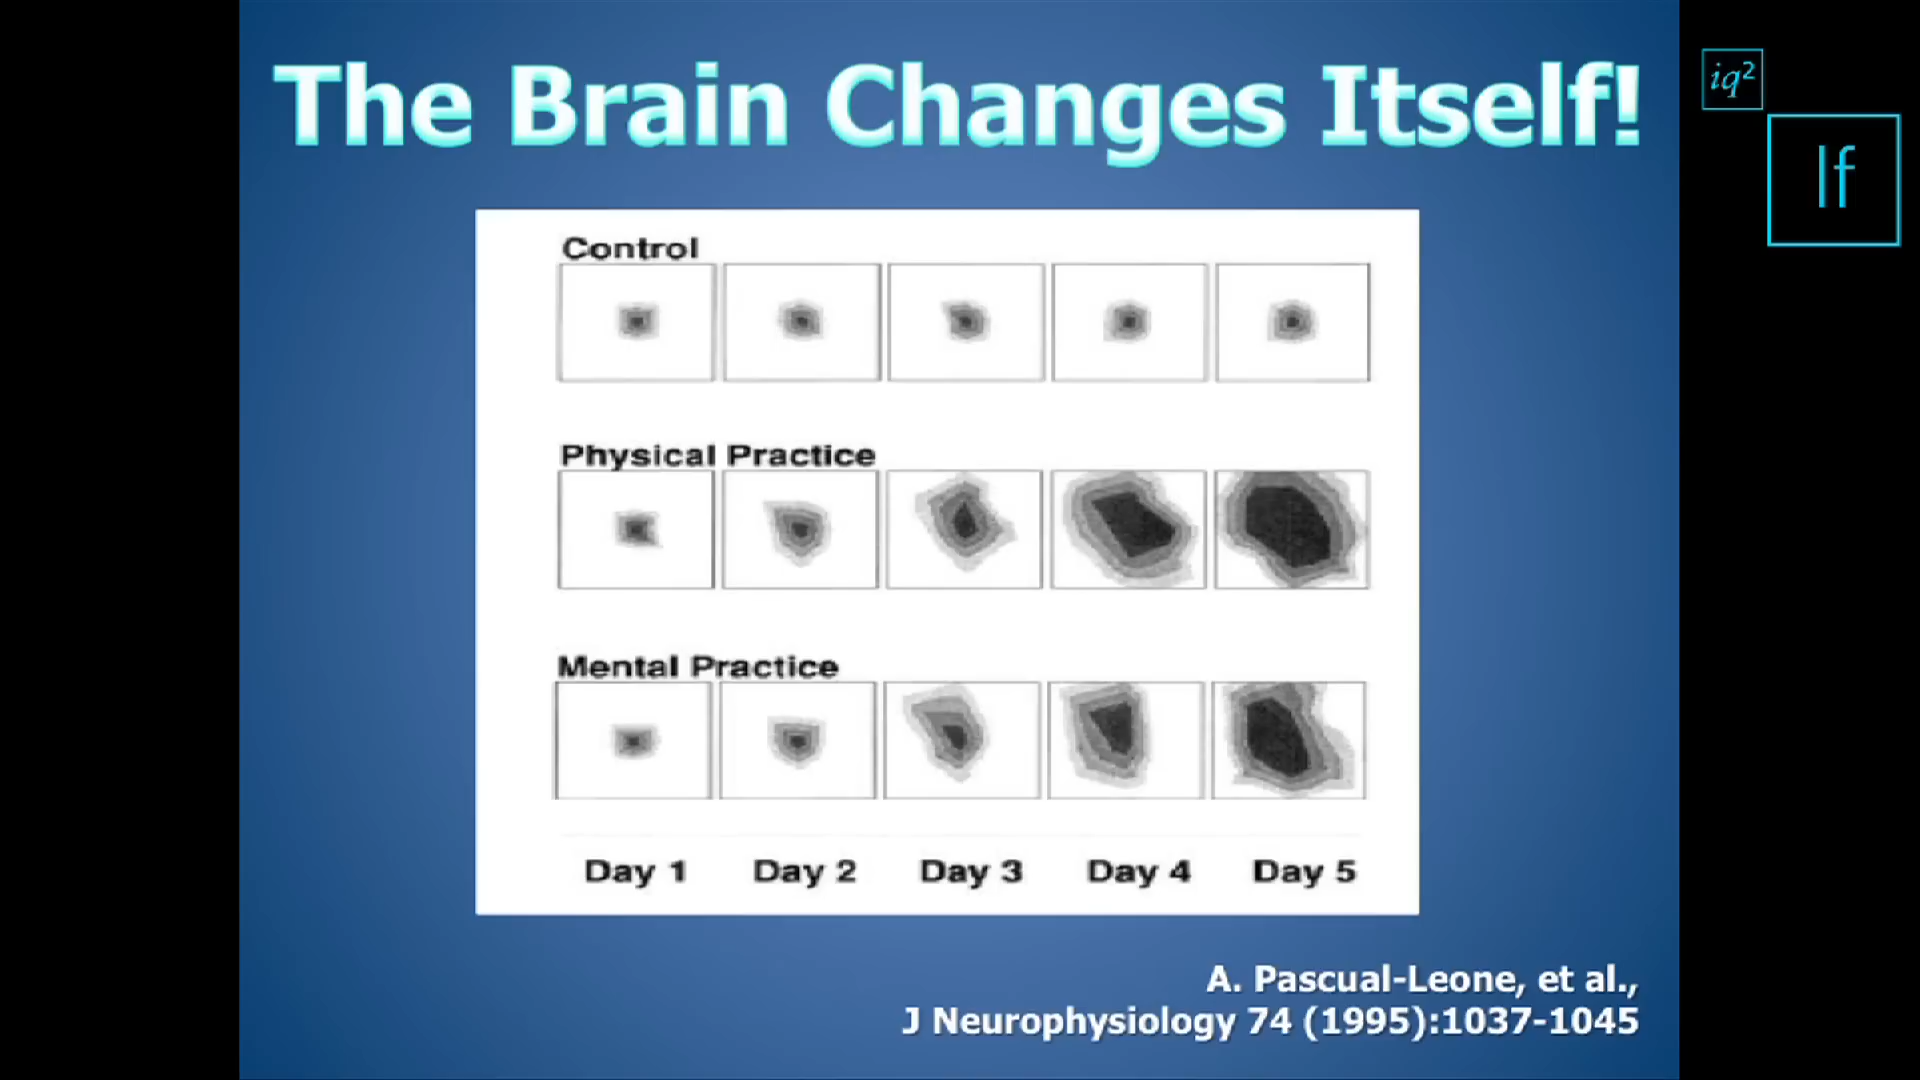 The Brain Changes Itself!
iq²
If
Control
Physical Practice
Mental Practice
Day 1 Day 2 Day 3 Day 4 Day 5
A. Pascual-Leone, et al.,
J Neurophysiology 74 (1995):1037-1045